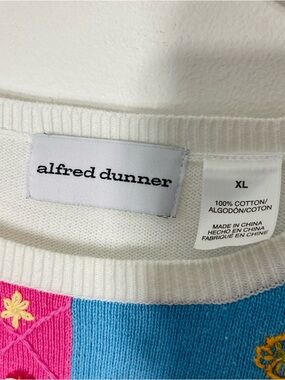 alfred dunner
XL
100% COTTON/
ALGODÓN/COTON
MADE IN CHINA
HECHO EN CHINA
FABRIQUÉ EN CHINE